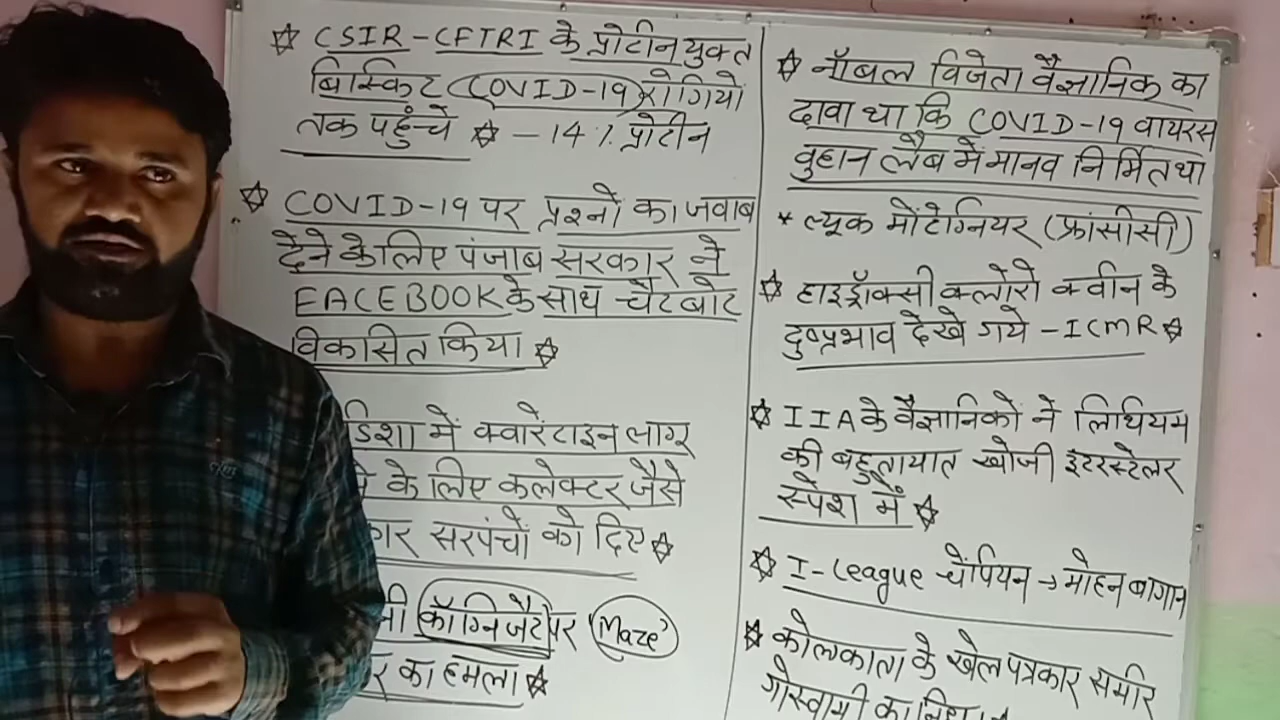 ☆ CSIR-CFTRI के प्रोटीन युक्त
बिस्किट (COVID-19) रोगियो
तक पहुंचे ☆ - 14% प्रोटीन
☆ COVID-19 पर प्रश्नों का जवाब
देने के लिए पंजाब सरकार ने
FACEBOOK के साथ चैटबोट
विकसित किया ☆
डिशा में क्वारेंटाइन लागू
के लिए कलेक्टर जैसे
सरपंचों को दिए ☆
कॉग्निजेंट पर 'Maze'
का हमला ☆
☆ नॉबल विजेता वैज्ञानिक का
दावा था कि COVID-19 वायरस
वुहान लैब में मानव निर्मित था
* ल्यूक मोंटेग्नियर (फ्रांसीसी)
☆ हाइड्रॉक्सी क्लोरो क्वीन के
दुष्प्रभाव देखे गये - ICMR ☆
☆ IIA के वैज्ञानिकों ने लिथियम
की बहुतायात खोजी इंटरस्टेलर
स्पेश में ☆
☆ I-League चैंपियन → मोहन बागान
☆ कोलकाता के खेल पत्रकार समीर
गोस्वामी का